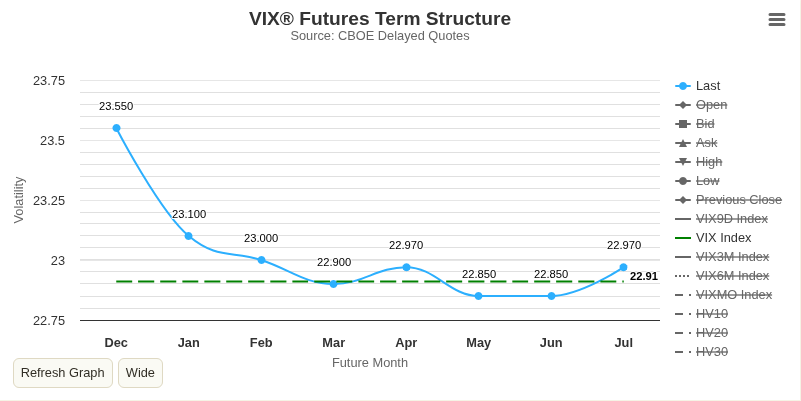 VIX® Futures Term Structure
Source: CBOE Delayed Quotes
Volatility
23.75
23.5
23.25
23
22.75
23.550
23.100
23.000
22.900
22.970
22.850
22.850
22.970
22.91
Dec
Jan
Feb
Mar
Apr
May
Jun
Jul
Future Month
Last
Open
Bid
Ask
High
Low
Previous Close
VIX9D Index
VIX Index
VIX3M Index
VIX6M Index
VIXMO Index
HV10
HV20
HV30
Refresh Graph
Wide